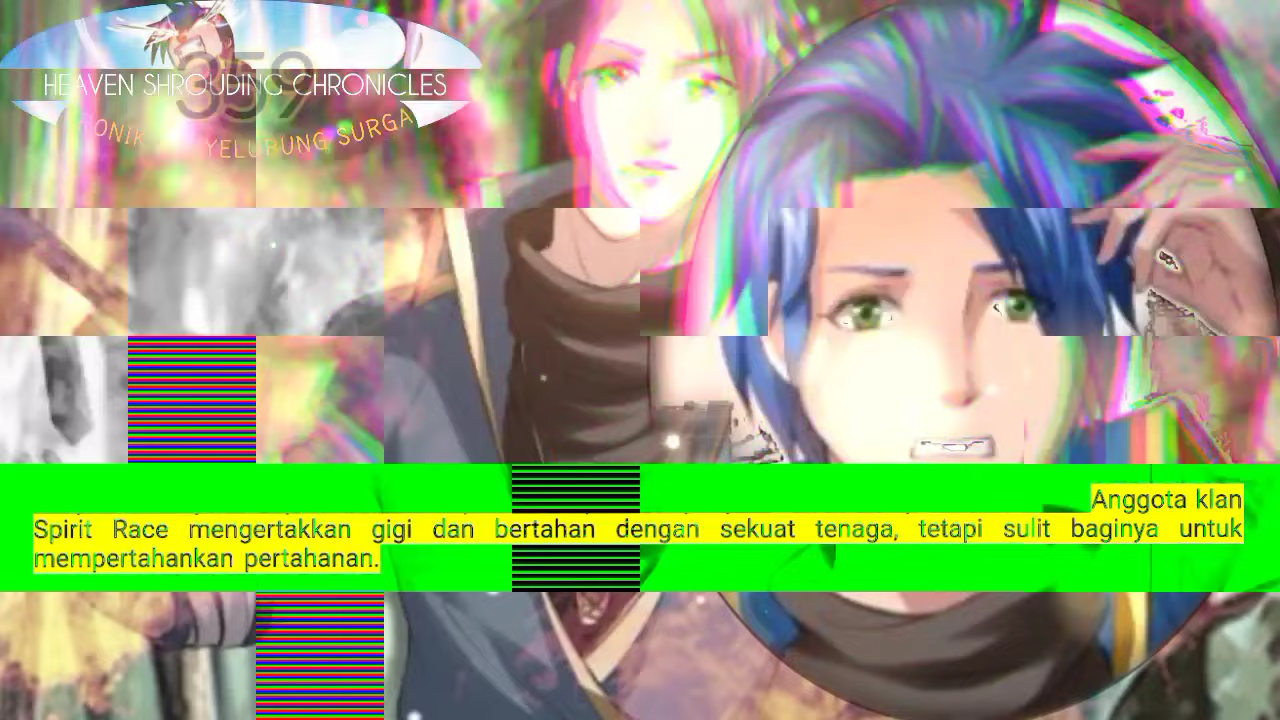 359
HEAVEN SHROUDING CHRONICLES
YELUBUNG SURGA
Anggota klan
Spirit Race mengertakkan gigi dan bertahan dengan sekuat tenaga, tetapi sulit baginya untuk
mempertahankan pertahanan.